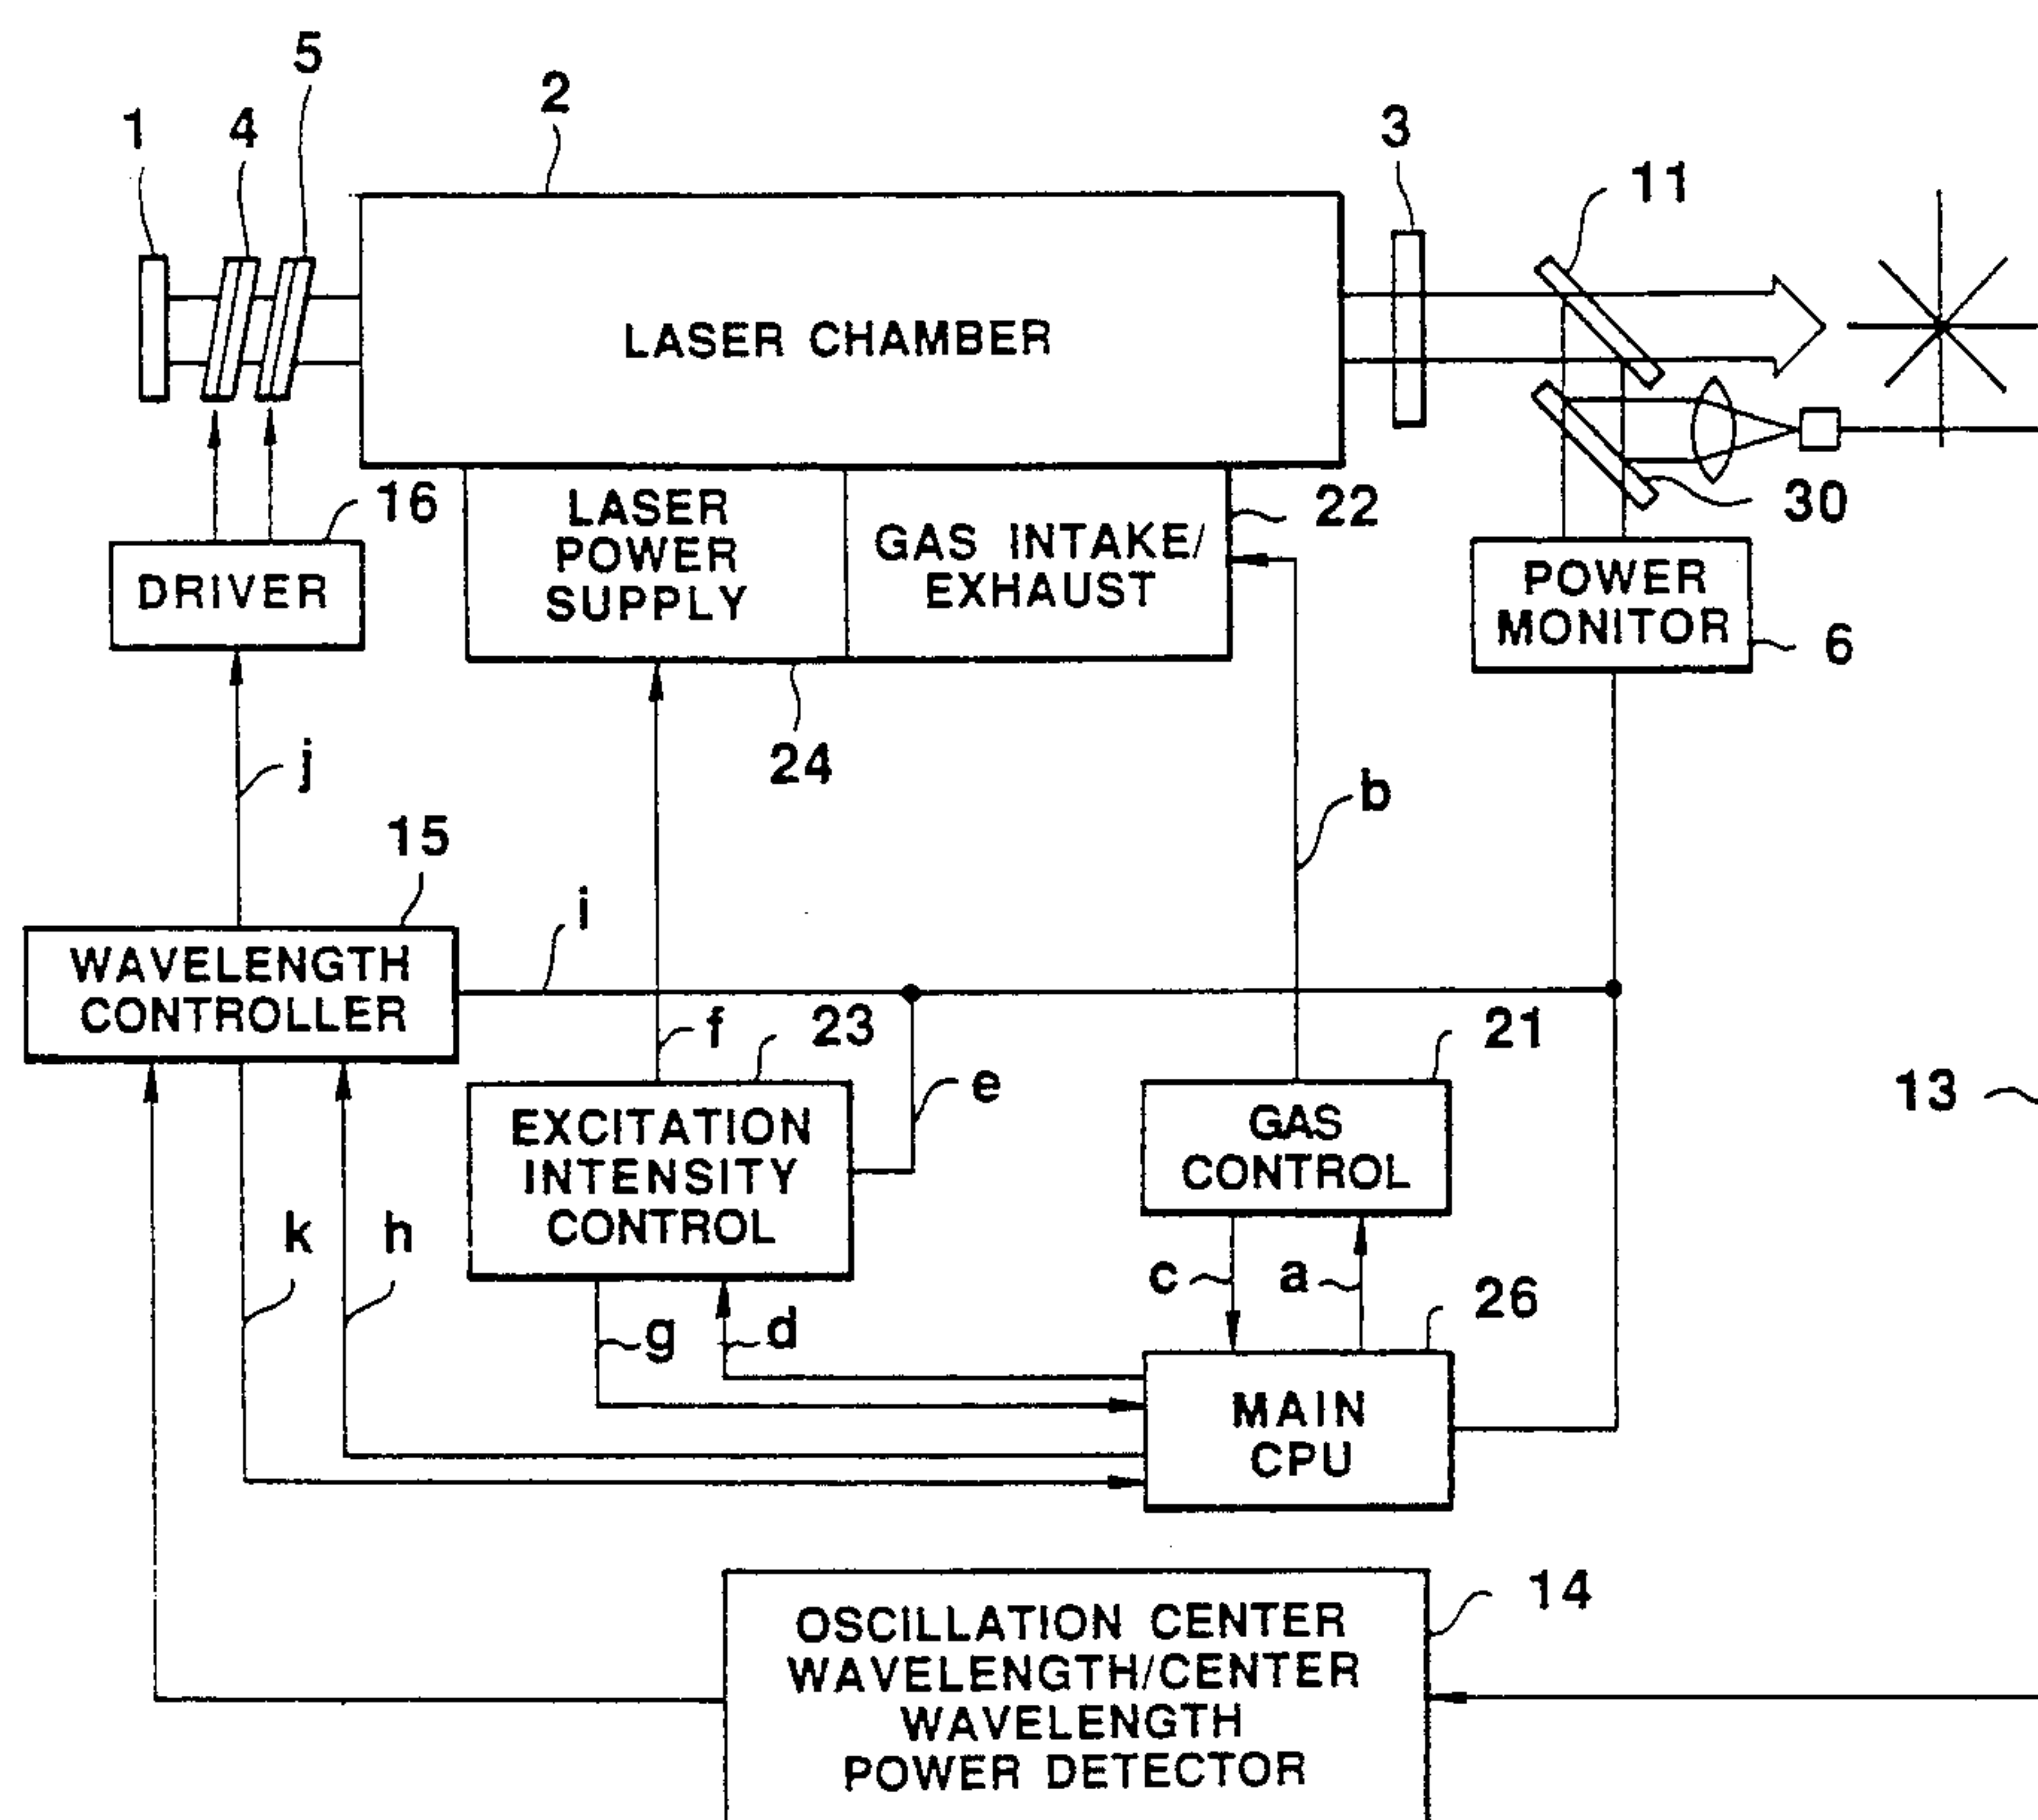 5
2
1
4
3
11
LASER CHAMBER
16
LASER
POWER
SUPPLY
GAS INTAKE/
EXHAUST
22
30
DRIVER
POWER
MONITOR
6
24
j
b
15
i
WAVELENGTH
CONTROLLER
f
23
21
e
13
EXCITATION
INTENSITY
CONTROL
GAS
CONTROL
k
h
c
a
26
g
d
MAIN
CPU
14
OSCILLATION CENTER
WAVELENGTH/CENTER
WAVELENGTH
POWER DETECTOR